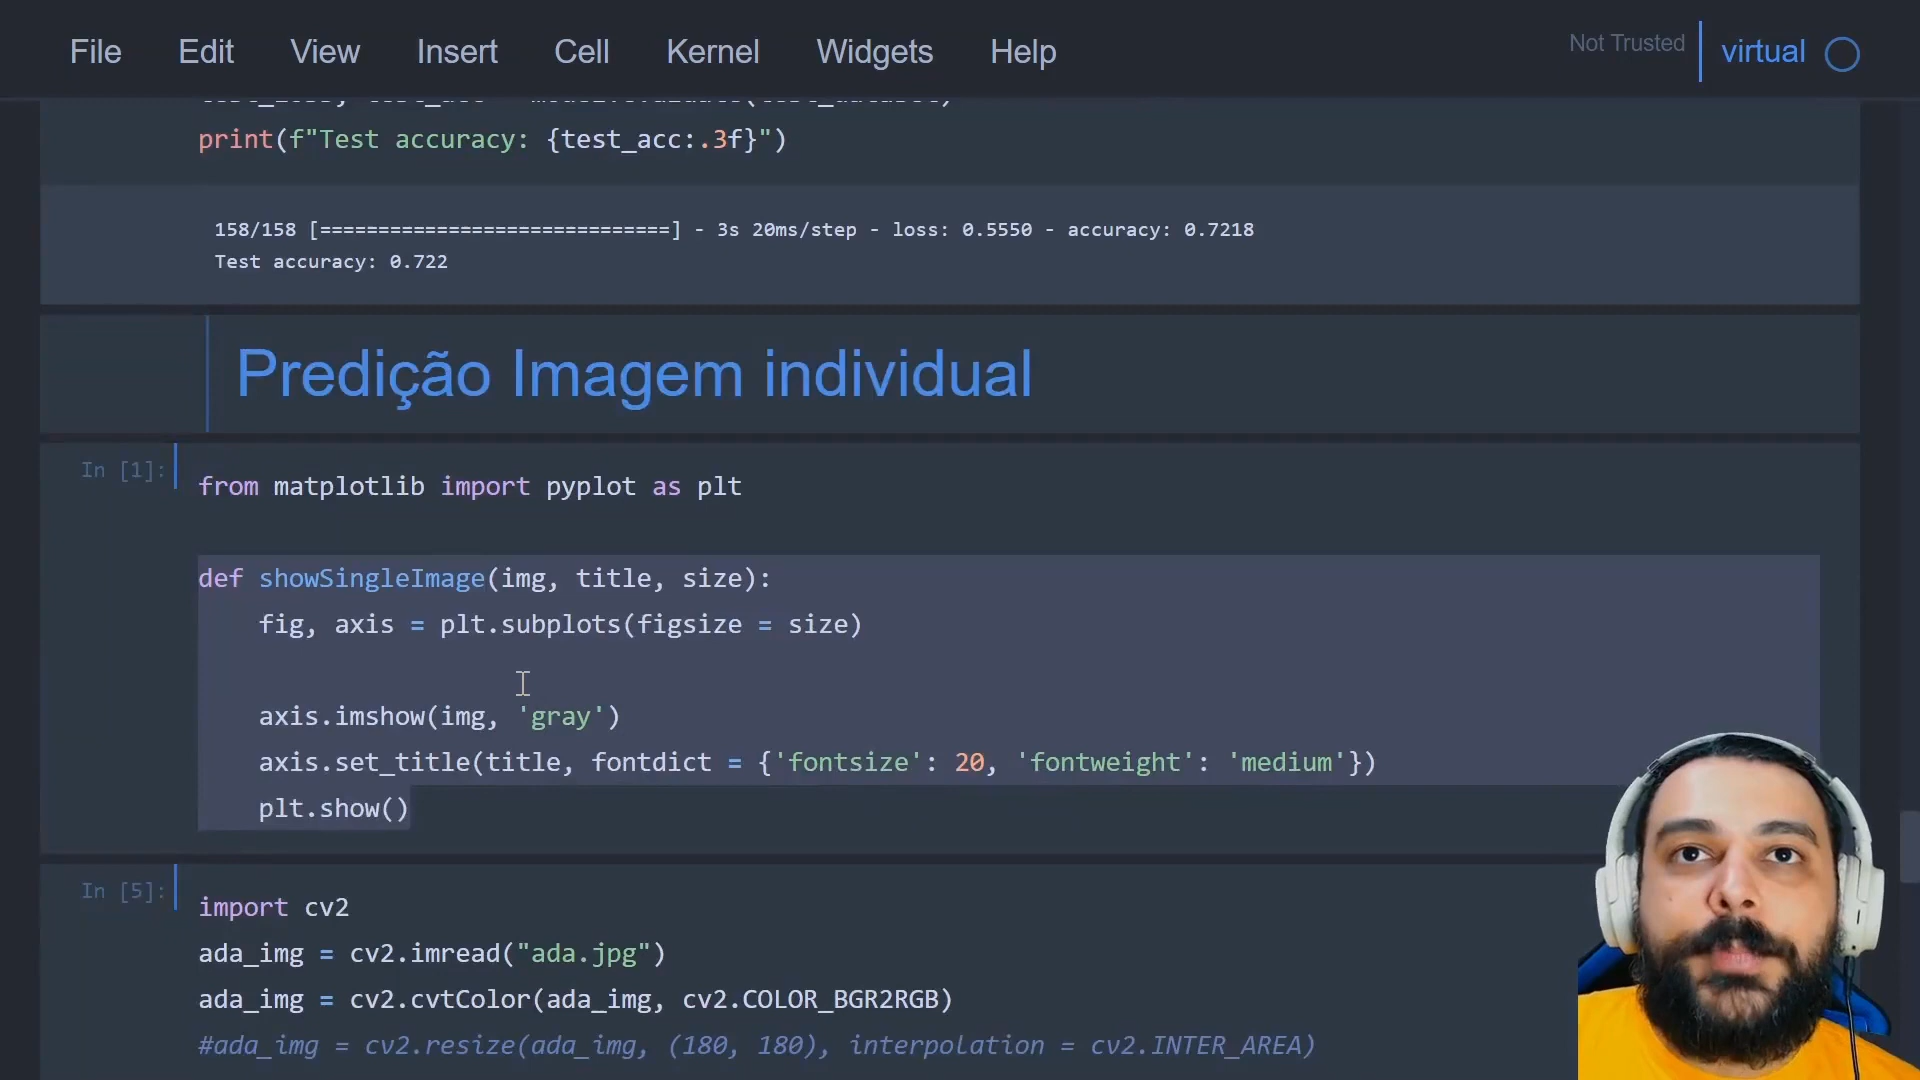 File Edit View Insert Cell Kernel Widgets Help Not Trusted virtual
print(f"Test accuracy: {test_acc:.3f}")
158/158 [==============================] - 3s 20ms/step - loss: 0.5550 - accuracy: 0.7218
Test accuracy: 0.722
Predição Imagem individual
In [1]:
from matplotlib import pyplot as plt
def showSingleImage(img, title, size):
fig, axis = plt.subplots(figsize = size)
axis.imshow(img, 'gray')
axis.set_title(title, fontdict = {'fontsize': 20, 'fontweight': 'medium'})
plt.show()
In [5]:
import cv2
ada_img = cv2.imread("ada.jpg")
ada_img = cv2.cvtColor(ada_img, cv2.COLOR_BGR2RGB)
#ada_img = cv2.resize(ada_img, (180, 180), interpolation = cv2.INTER_AREA)